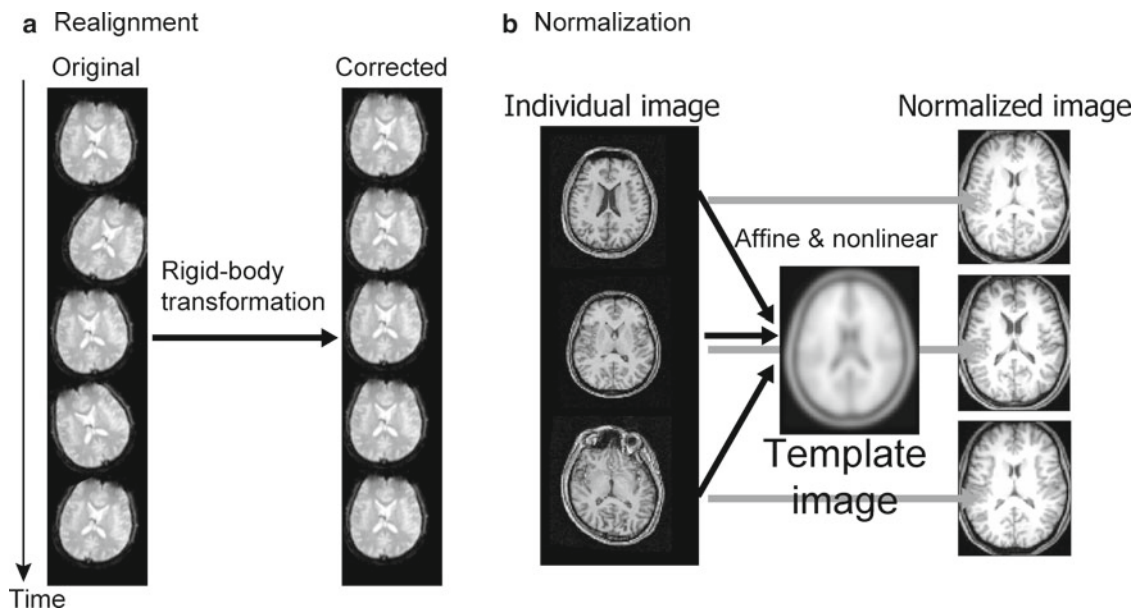 a Realignment
Original
Corrected
Rigid-body
transformation
Time
b Normalization
Individual image
Normalized image
Affine & nonlinear
Template
image